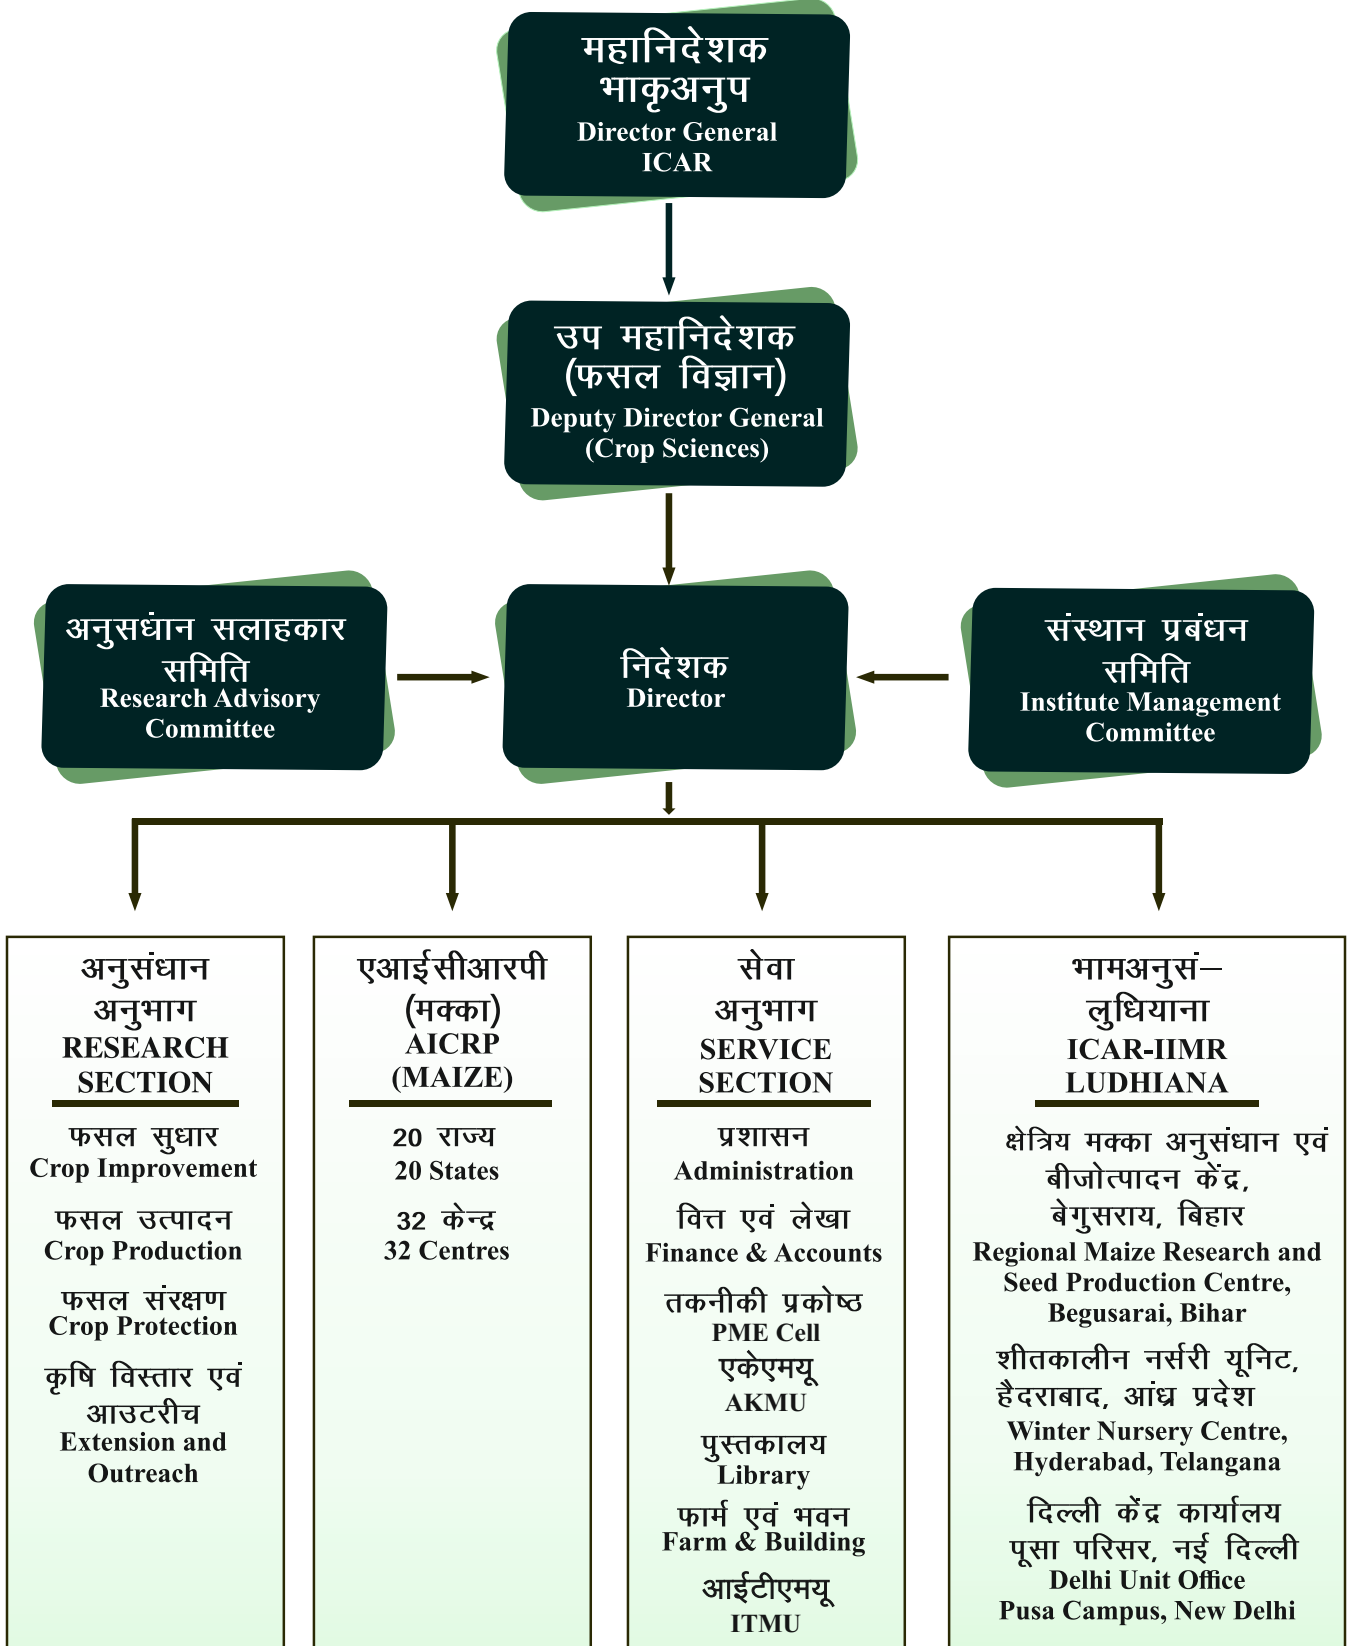 महानिदेशक
भाकृअनुप
Director General
ICAR
उप महानिदेशक
(फसल विज्ञान)
Deputy Director General
(Crop Sciences)
अनुसधंान सलाहकार
समिति
Research Advisory
Committee
निदेशक
Director
संस्थान प्रबंधन
समिति
Institute Management
Committee
अनुसंधान
अनुभाग
RESEARCH
SECTION
फसल सुधार
Crop Improvement
फसल उत्पादन
Crop Production
फसल संरक्षण
Crop Protection
कृषि विस्तार एवं
आउटरीच
Extension and
Outreach
एआईसीआरपी
(मक्का)
AICRP
(MAIZE)
20 राज्य
20 States
32 केन्द्र
32 Centres
सेवा
अनुभाग
SERVICE
SECTION
प्रशासन
Administration
वित्त एवं लेखा
Finance & Accounts
तकनीकी प्रकोष्ठ
PME Cell
एकेएमयू
AKMU
पुस्तकालय
Library
फार्म एवं भवन
Farm & Building
आईटीएमयू
ITMU
भामअनुसं–
लुधियाना
ICAR-IIMR
LUDHIANA
क्षेत्रिय मक्का अनुसंधान एवं
बीजोत्पादन केंद्र,
बेगुसराय, बिहार
Regional Maize Research and
Seed Production Centre,
Begusarai, Bihar
शीतकालीन नर्सरी यूनिट,
हैदराबाद, आंध्र प्रदेश
Winter Nursery Centre,
Hyderabad, Telangana
दिल्ली केंद्र कार्यालय
पूसा परिसर, नई दिल्ली
Delhi Unit Office
Pusa Campus, New Delhi